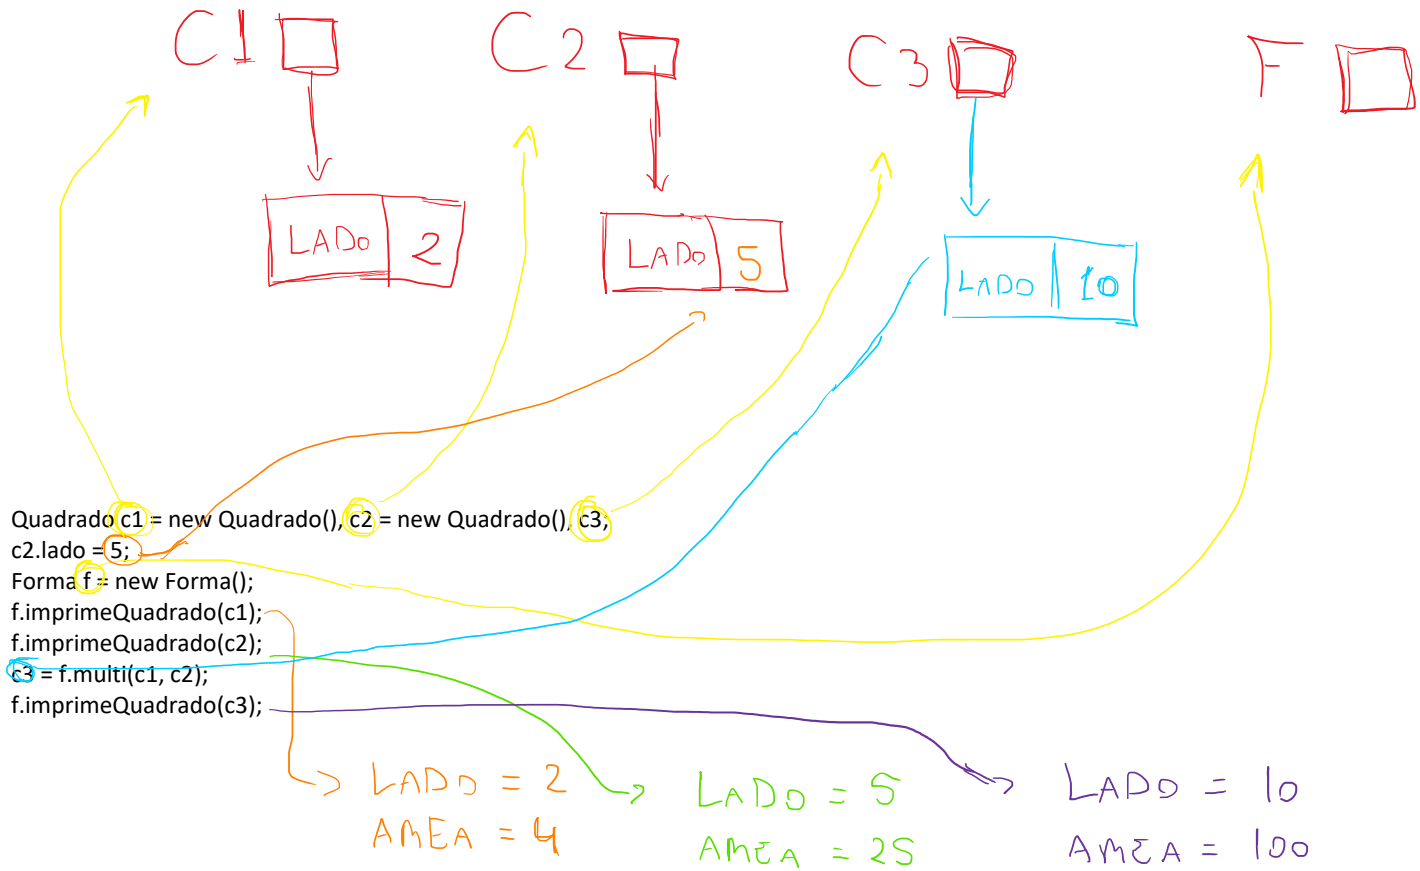 C1 C2 C3 F
LADO 2
LADO 5
LADO 10
Quadrado c1 = new Quadrado(), c2 = new Quadrado(), c3;
c2.lado = 5;
Forma f = new Forma();
f.imprimeQuadrado(c1);
f.imprimeQuadrado(c2);
c3 = f.multi(c1, c2);
f.imprimeQuadrado(c3);
LADO = 2
AREA = 4
LADO = 5
AREA = 25
LADO = 10
AREA = 100